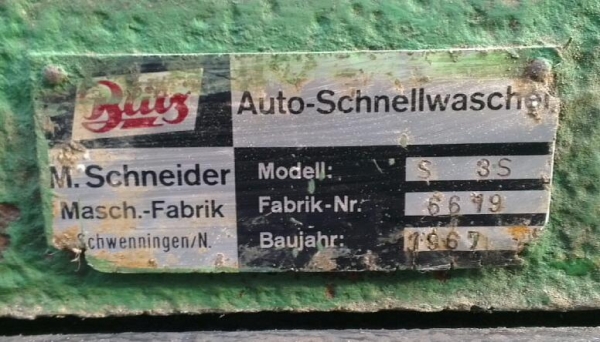 Blitz
Auto-Schnellwascher
M. Schneider
Masch.-Fabrik
Schwenningen/N.
Modell: S 3S
Fabrik-Nr. 6619
Baujahr: 1967